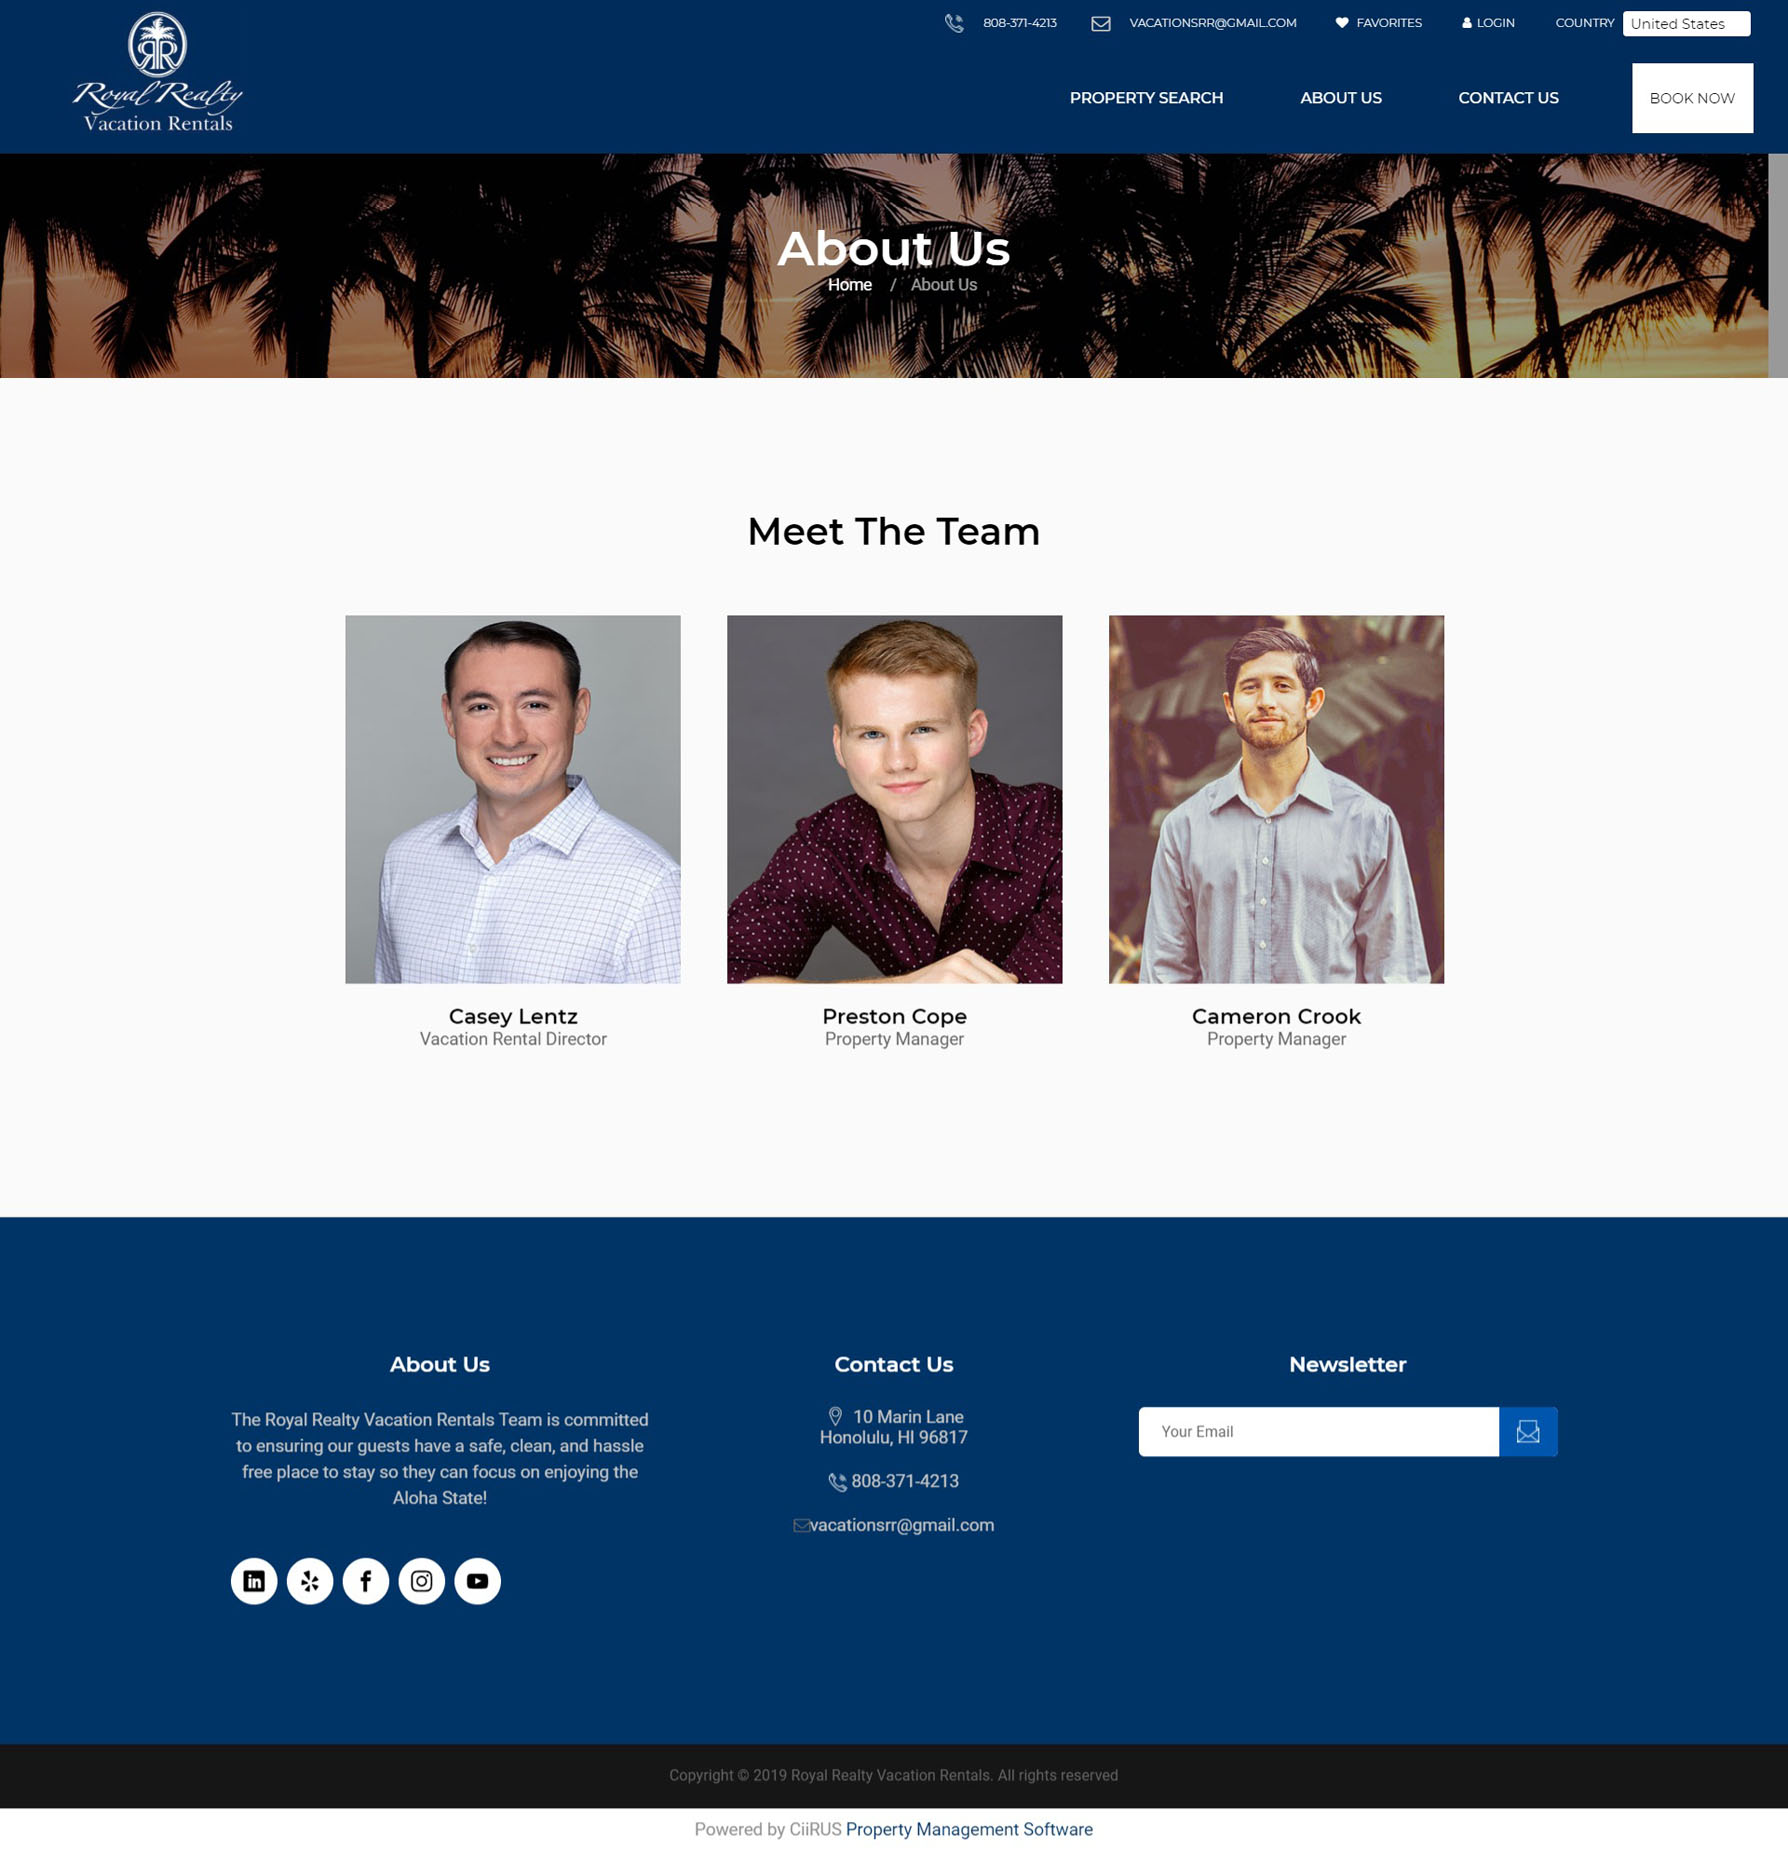 808-371-4213 VACATIONSRR@GMAIL.COM FAVORITES LOGIN COUNTRY United States
RR
Royal Realty
Vacation Rentals
PROPERTY SEARCH ABOUT US CONTACT US BOOK NOW
About Us
Home / About Us
Meet The Team
Casey Lentz
Vacation Rental Director
Preston Cope
Property Manager
Cameron Crook
Property Manager
About Us
The Royal Realty Vacation Rentals Team is committed
to ensuring our guests have a safe, clean, and hassle
free place to stay so they can focus on enjoying the
Aloha State!
Contact Us
10 Marin Lane
Honolulu, HI 96817
808-371-4213
vacationsrr@gmail.com
Newsletter
Your Email
Copyright © 2019 Royal Realty Vacation Rentals. All rights reserved
Powered by CiiRUS Property Management Software